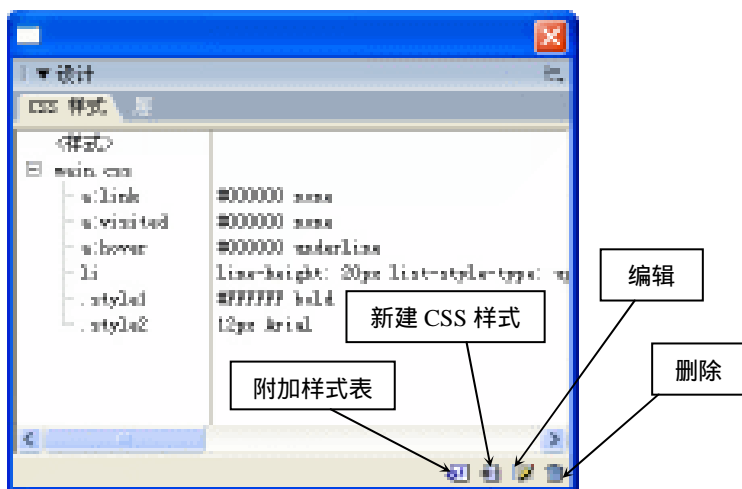 设计
CSS 样式 层
<样式>
main.css
a:link #000000 none
a:visited #000000 none
a:hover #000000 underline
li line-height: 20px list-style-type:
.style1 #FFFFFF bold
.style2 12px Arial
编辑
新建 CSS 样式
删除
附加样式表